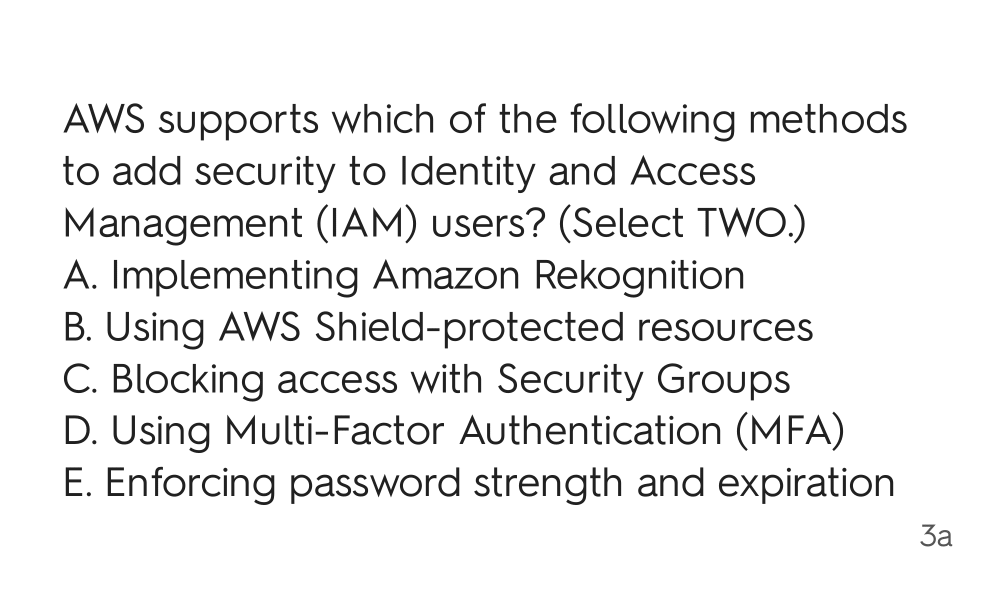 AWS supports which of the following methods
to add security to Identity and Access
Management (IAM) users? (Select TWO.)
A. Implementing Amazon Rekognition
B. Using AWS Shield-protected resources
C. Blocking access with Security Groups
D. Using Multi-Factor Authentication (MFA)
E. Enforcing password strength and expiration
3a